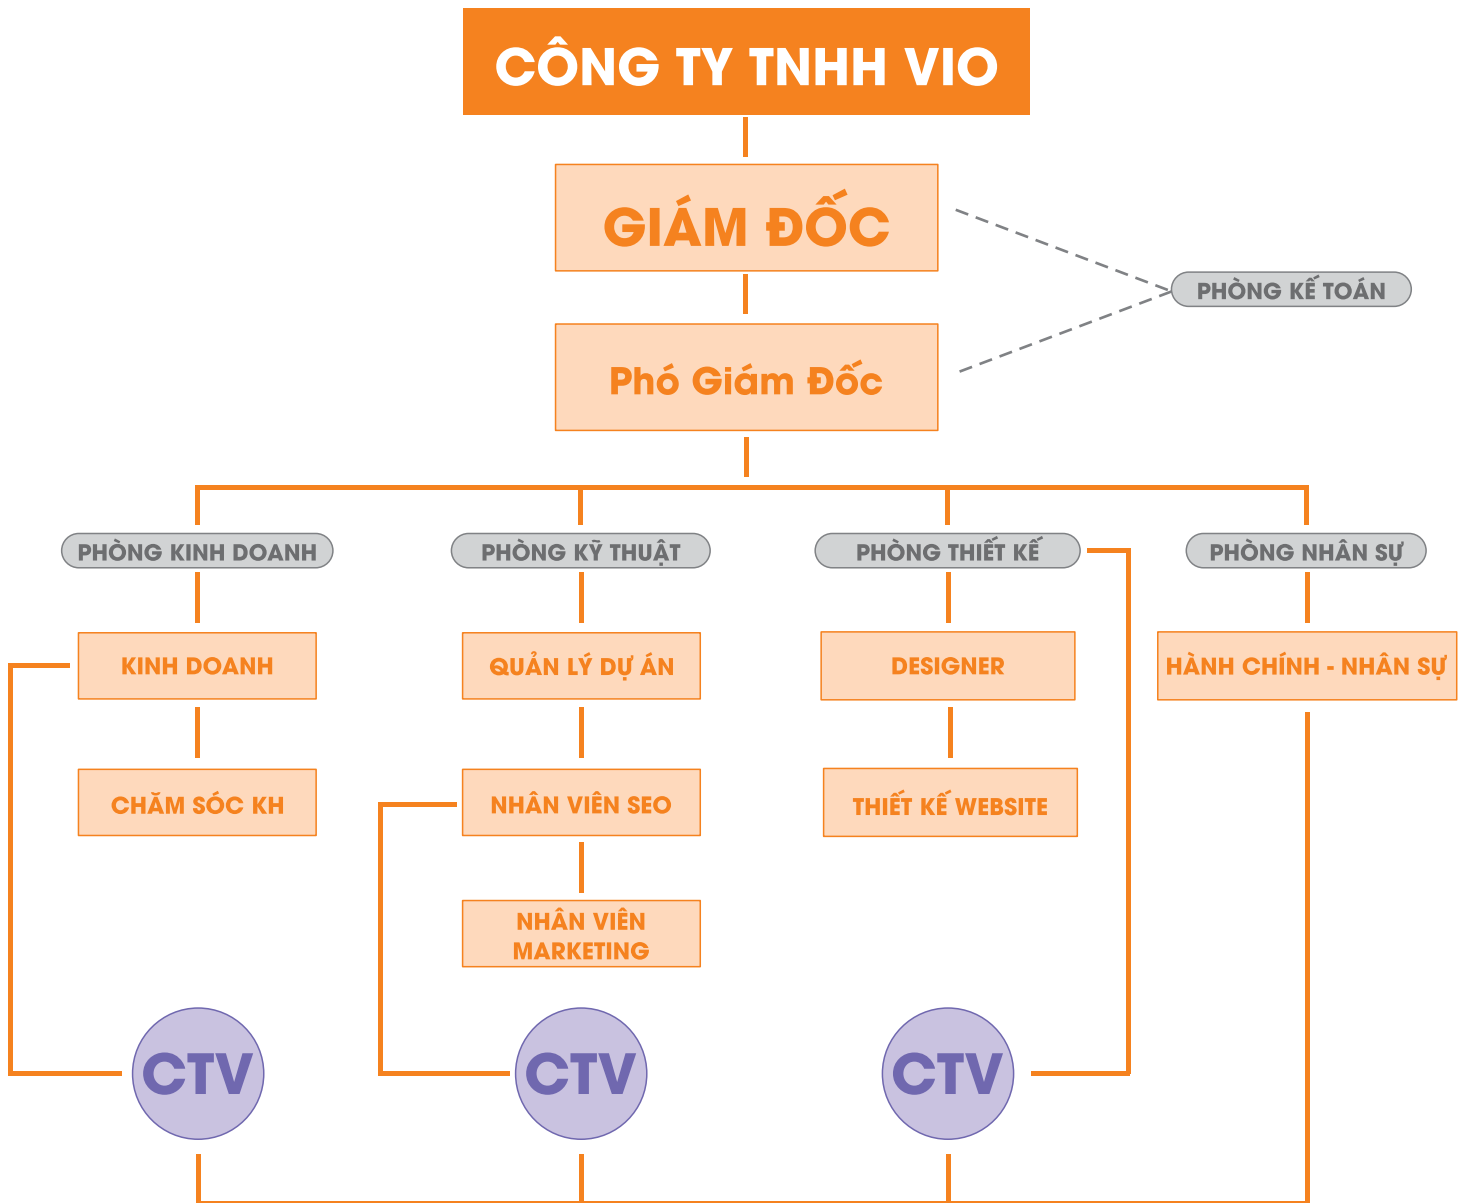 CÔNG TY TNHH VIO
GIÁM ĐỐC
PHÒNG KẾ TOÁN
Phó Giám Đốc
PHÒNG KINH DOANH
PHÒNG KỸ THUẬT
PHÒNG THIẾT KẾ
PHÒNG NHÂN SỰ
KINH DOANH
QUẢN LÝ DỰ ÁN
DESIGNER
HÀNH CHÍNH - NHÂN SỰ
CHĂM SÓC KH
NHÂN VIÊN SEO
THIẾT KẾ WEBSITE
NHÂN VIÊN
MARKETING
CTV
CTV
CTV